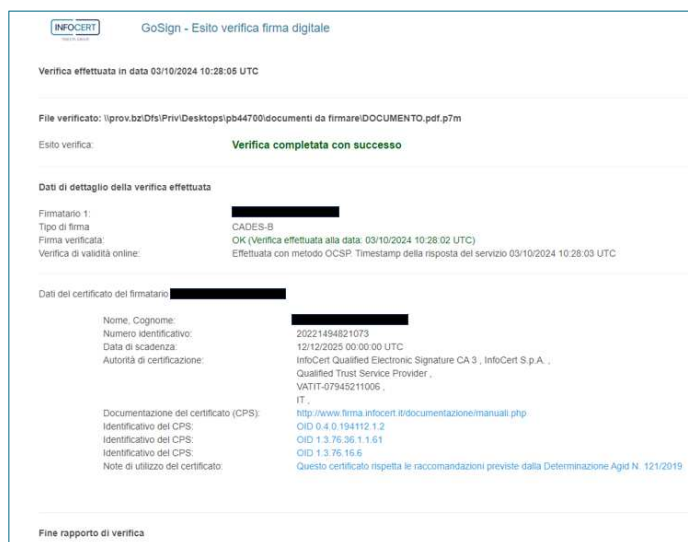 INFOCERT
GoSign - Esito verifica firma digitale
Verifica effettuata in data 03/10/2024 10:28:05 UTC
File verificato: \\prov.bz\Dfs\Priv\Desktops\pb44700\documenti da firmare\DOCUMENTO.pdf.p7m
Esito verifica: Verifica completata con successo
Dati di dettaglio della verifica effettuata
Firmatario 1:
Tipo di firma CADES-B
Firma verificata: OK (Verifica effettuata alla data: 03/10/2024 10:28:02 UTC)
Verifica di validità online: Effettuata con metodo OCSP. Timestamp della risposta del servizio 03/10/2024 10:28:03 UTC
Dati del certificato del firmatario
Nome, Cognome:
Numero identificativo: 20221494821073
Data di scadenza: 12/12/2025 00:00:00 UTC
Autorità di certificazione: InfoCert Qualified Electronic Signature CA 3 , InfoCert S.p.A. ,
Qualified Trust Service Provider ,
VATIT-07945211006 ,
IT ,
Documentazione del certificato (CPS): http://www.firma.infocert.it/documentazione/manuali.php
Identificativo del CPS: OID 0.4.0.194112.1.2
Identificativo del CPS: OID 1.3.76.36.1.1.61
Identificativo del CPS: OID 1.3.76.16.6
Note di utilizzo del certificato: Questo certificato rispetta le raccomandazioni previste dalla Determinazione Agid N. 121/2019
Fine rapporto di verifica